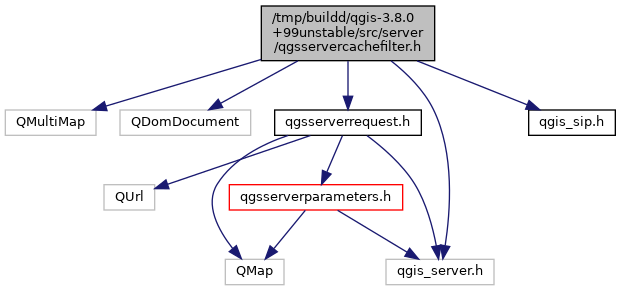 /tmp/buildd/qgis-3.8.0
+99unstable/src/server
/qgsservercachefilter.h
QMultiMap
QDomDocument
qgsserverrequest.h
qgis_sip.h
QUrl
qgsserverparameters.h
QMap
qgis_server.h